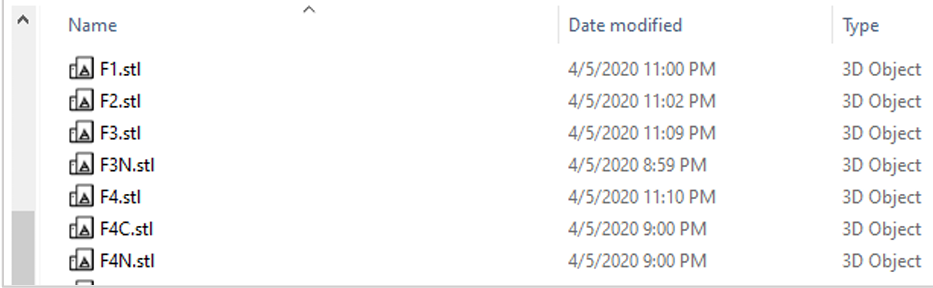 Name Date modified Type
F1.stl 4/5/2020 11:00 PM 3D Object
F2.stl 4/5/2020 11:02 PM 3D Object
F3.stl 4/5/2020 11:09 PM 3D Object
F3N.stl 4/5/2020 8:59 PM 3D Object
F4.stl 4/5/2020 11:10 PM 3D Object
F4C.stl 4/5/2020 9:00 PM 3D Object
F4N.stl 4/5/2020 9:00 PM 3D Object